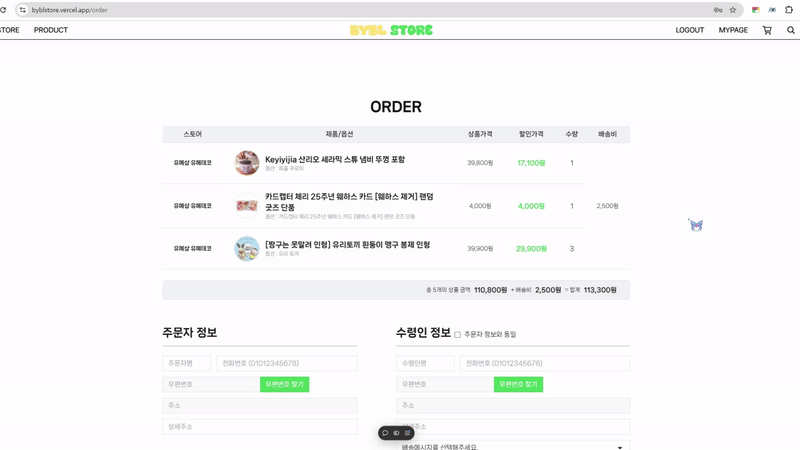 byblstore.vercel.app/order
STORE PRODUCT BYBL STORE LOGOUT MYPAGE
ORDER
스토어 제품/옵션 상품가격 할인가격 수량 배송비
유메샵 유메데코 Keyiyijia 산리오 세라믹 스튜 냄비 뚜껑 포함 39,800원 17,100원 1
옵션 : 퍼플 쿠로미
유메샵 유메데코 카드캡터 체리 25주년 웨하스 카드 [웨하스 제거] 랜덤 굿즈 단품 4,000원 4,000원 1 2,500원
옵션 : 카드캡터 체리 25주년 웨하스 카드 [웨하스 제거] 랜덤 굿즈 단품
유메샵 유메데코 [짱구는 못말려 인형] 유리토끼 흰둥이 맹구 봉제 인형 39,900원 29,900원 3
옵션 : 유리 토끼
총 5개의 상품 금액 110,800원 + 배송비 2,500원 = 합계 113,300원
주문자 정보
주문자명 전화번호 (01012345678)
우편번호 우편번호 찾기
주소
상세주소
수령인 정보 주문자 정보와 동일
수령인명 전화번호 (01012345678)
우편번호 우편번호 찾기
주소
상세주소
배송메시지를 선택해주세요.